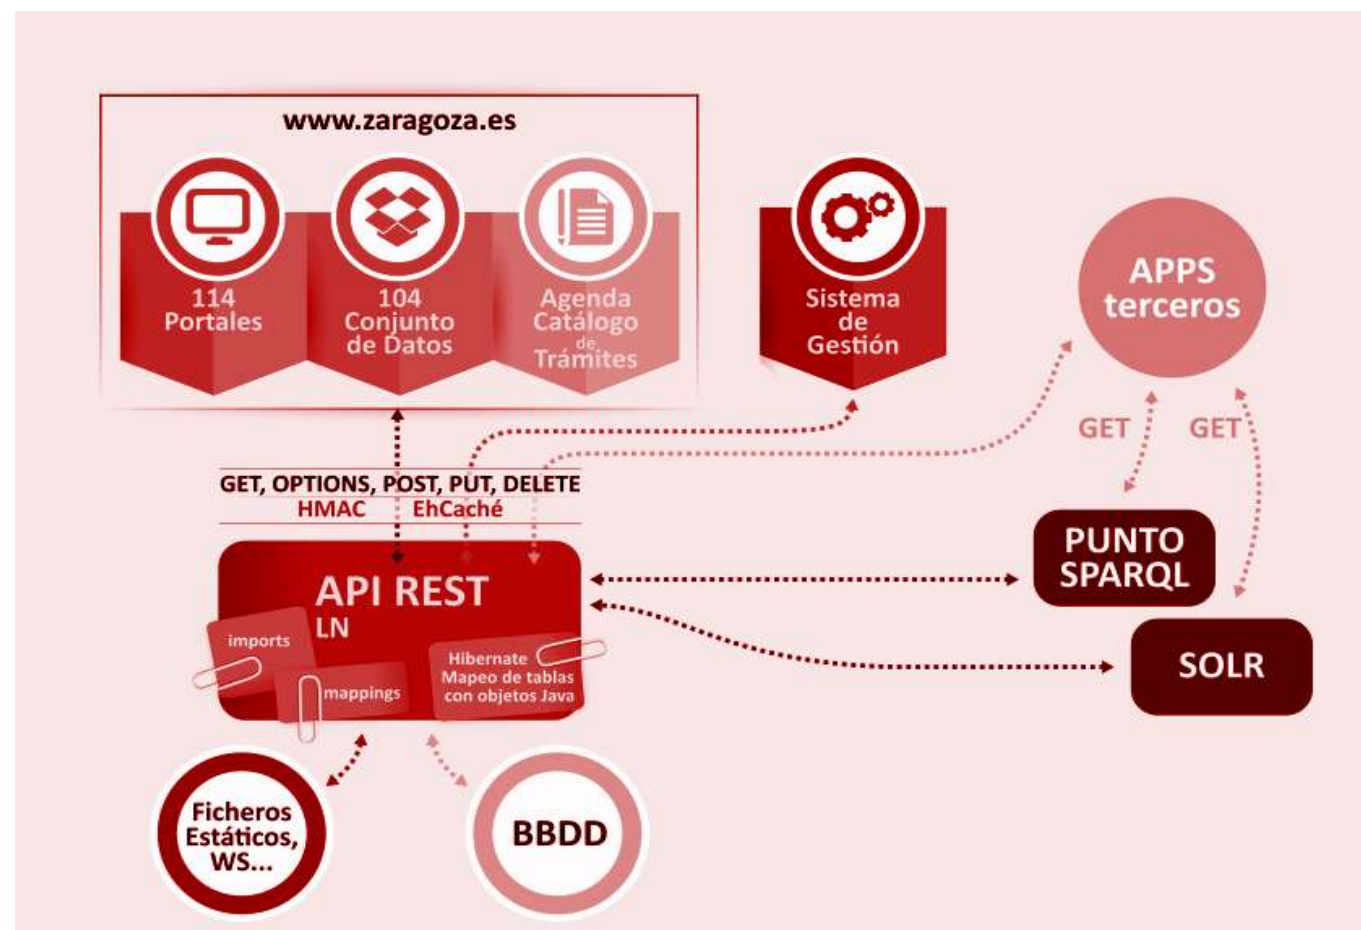 www.zaragoza.es
114
Portales
104
Conjunto
de Datos
Agenda
Catálogo
de
Trámites
Sistema
de
Gestión
APPS
terceros
GET
GET
GET, OPTIONS, POST, PUT, DELETE
HMAC EhCaché
API REST
LN
imports
mappings
Hibernate
Mapeo de tablas
con objetos Java
PUNTO
SPARQL
SOLR
Ficheros
Estáticos,
WS...
BBDD